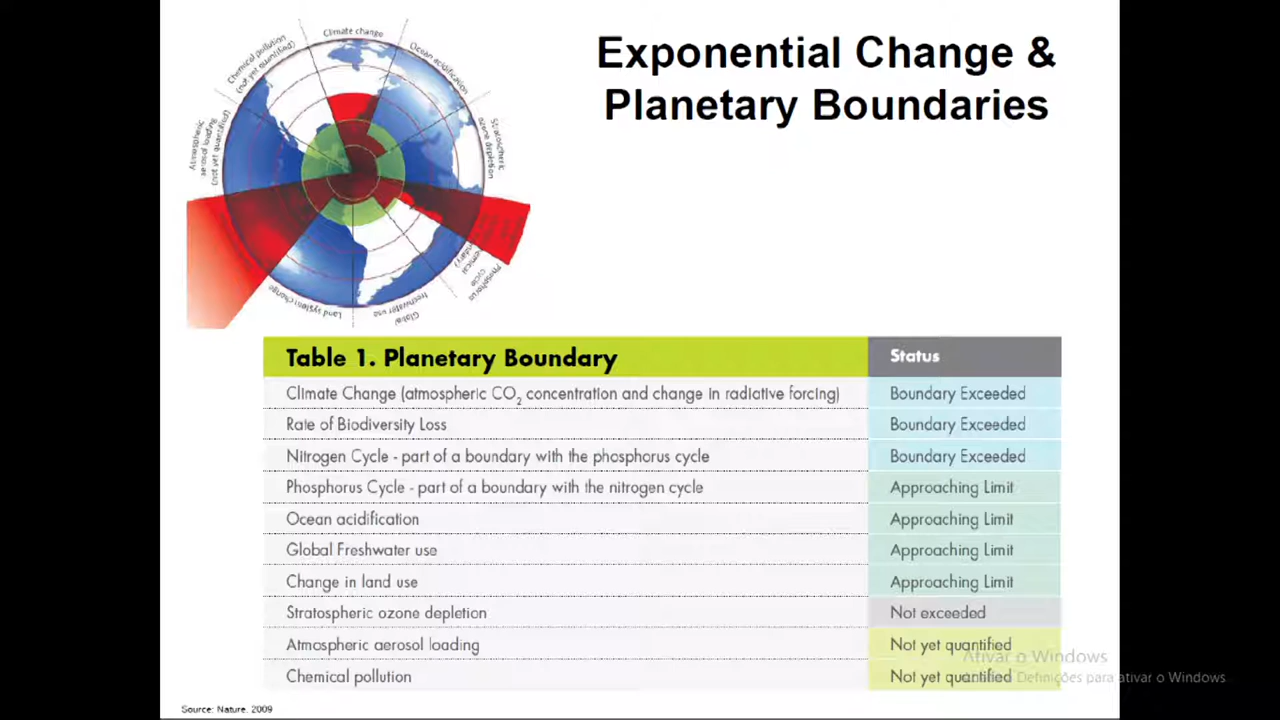 Exponential Change &
Planetary Boundaries
Climate change
Ocean acidification
Stratospheric
ozone depletion
Phosphorus
cycle
Global
freshwater use
Land system change
Atmospheric
aerosol loading
(not yet quantified)
Chemical pollution
(not yet quantified)
Table 1. Planetary Boundary Status
Climate Change (atmospheric CO₂ concentration and change in radiative forcing) Boundary Exceeded
Rate of Biodiversity Loss Boundary Exceeded
Nitrogen Cycle - part of a boundary with the phosphorus cycle Boundary Exceeded
Phosphorus Cycle - part of a boundary with the nitrogen cycle Approaching Limit
Ocean acidification Approaching Limit
Global Freshwater use Approaching Limit
Change in land use Approaching Limit
Stratospheric ozone depletion Not exceeded
Atmospheric aerosol loading Not yet quantified
Chemical pollution Not yet quantified
Ativar o Windows
Definições para ativar o Windows
Source: Nature. 2009